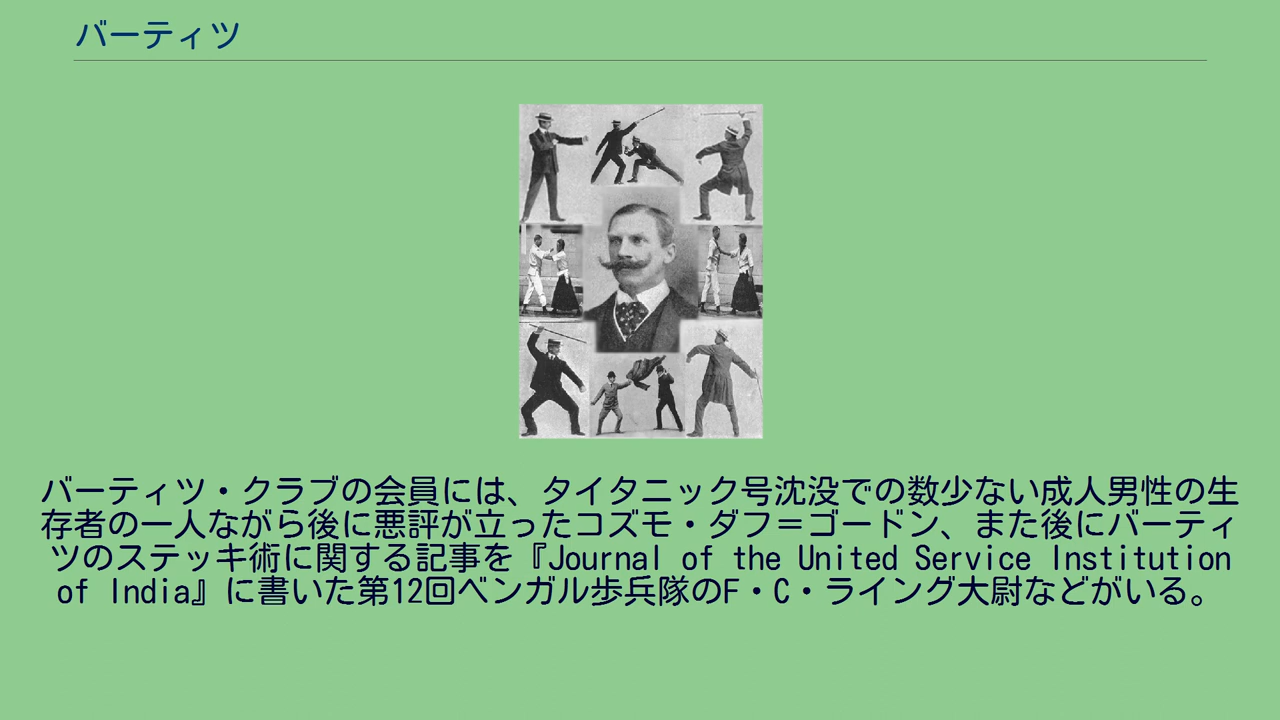 バーティツ
バーティツ・クラブの会員には、タイタニック号沈没での数少ない成人男性の生
存者の一人ながら後に悪評が立ったコズモ・ダフ＝ゴードン、また後にバーティ
ツのステッキ術に関する記事を『Journal of the United Service Institution
of India』に書いた第12回ベンガル歩兵隊のF・C・ライング大尉などがいる。